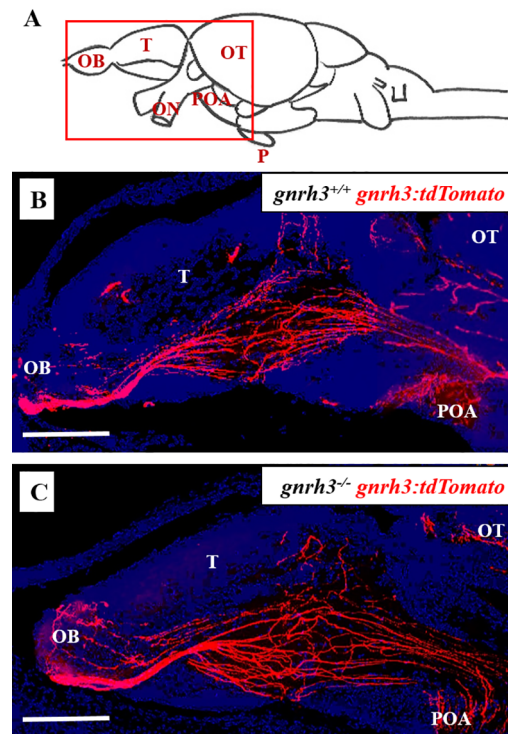 A
OB
T
OT
ON
POA
P
B
gnrh3+/+ gnrh3:tdTomato
OT
T
OB
POA
C
gnrh3-/- gnrh3:tdTomato
OT
T
OB
POA